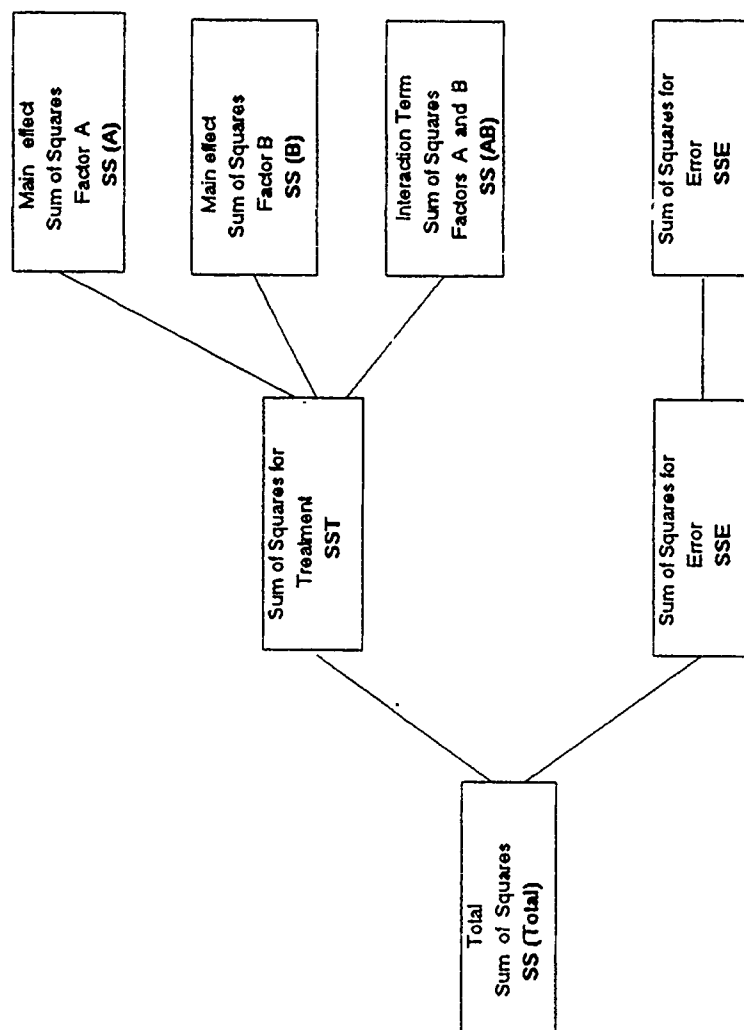 Total
Sum of Squares
SS (Total)
Sum of Squares for
Treatment
SST
Sum of Squares for
Error
SSE
Main effect
Sum of Squares
Factor A
SS (A)
Main effect
Sum of Squares
Factor B
SS (B)
Interaction Term
Sum of Squares
Factors A and B
SS (AB)
Sum of Squares for
Error
SSE